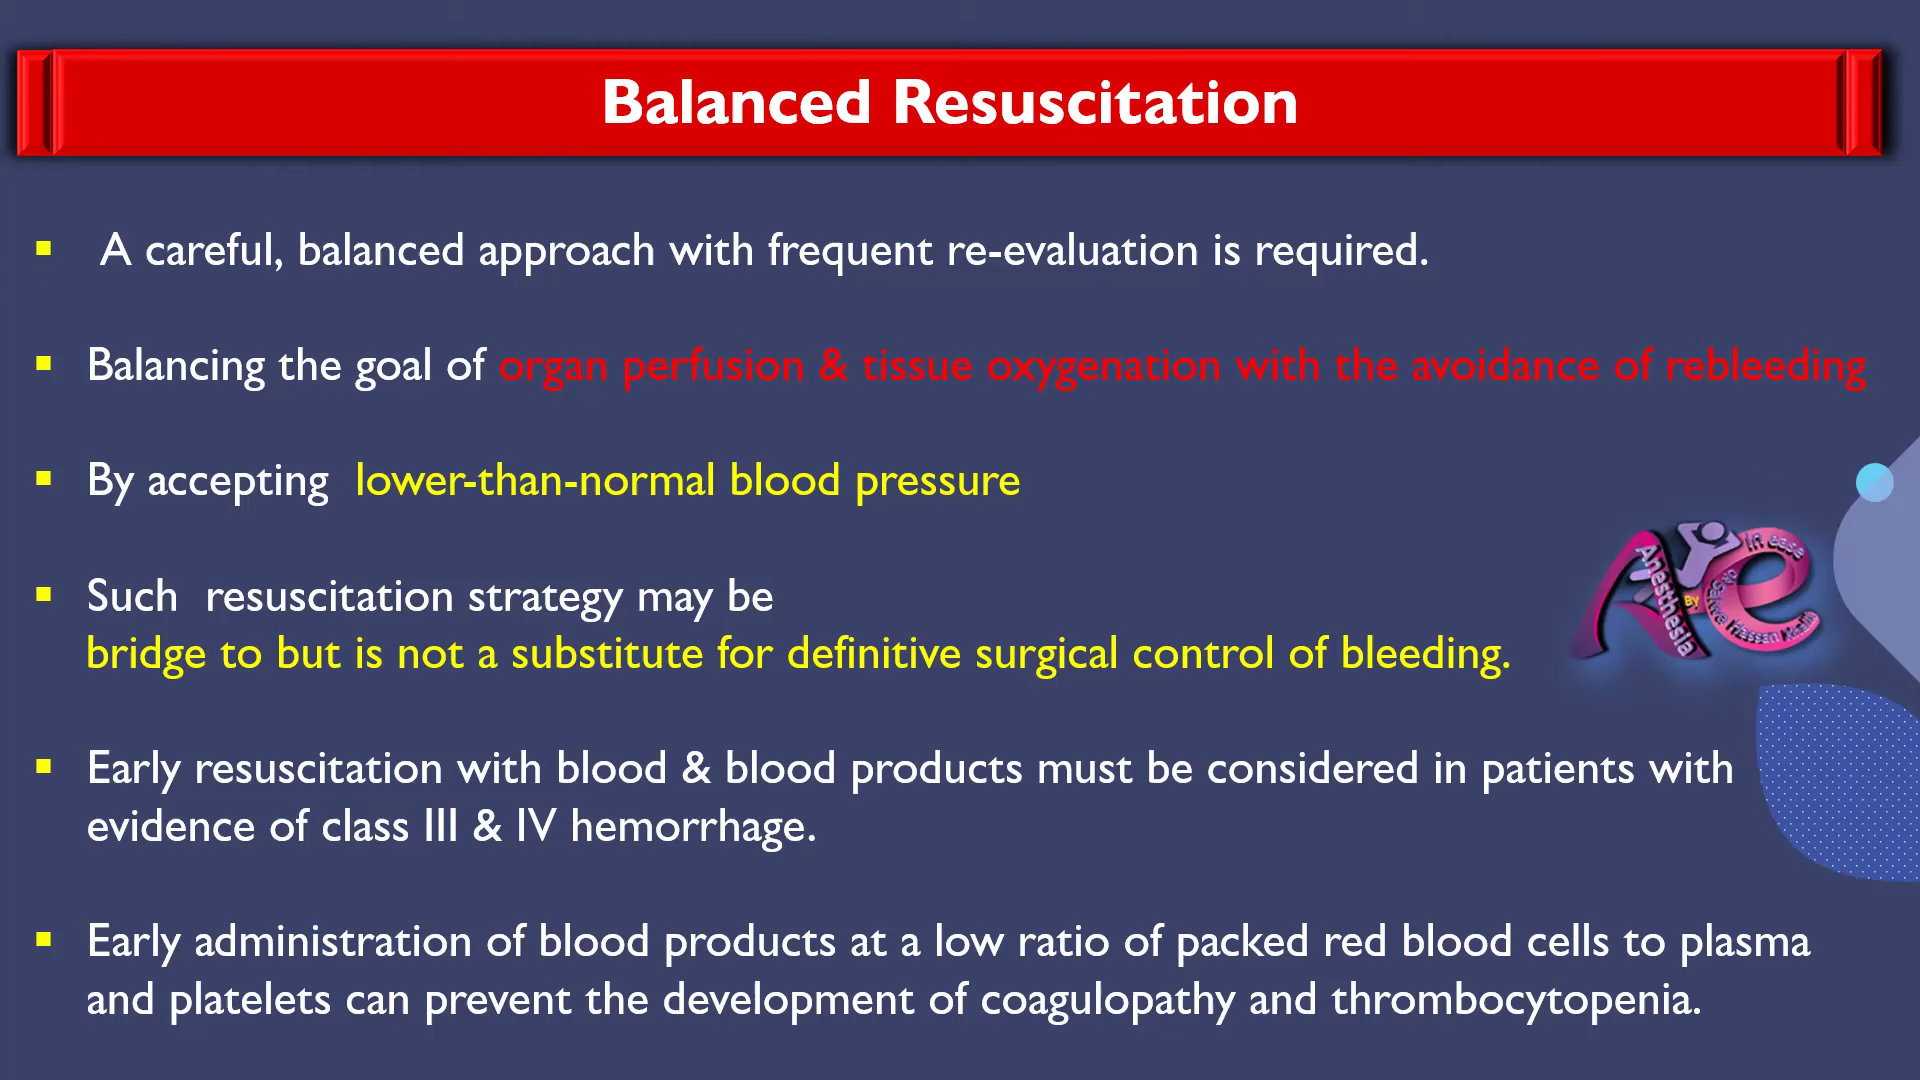 Balanced Resuscitation
▪ A careful, balanced approach with frequent re-evaluation is required.
▪ Balancing the goal of organ perfusion & tissue oxygenation with the avoidance of rebleeding
▪ By accepting lower-than-normal blood pressure
▪ Such resuscitation strategy may be
bridge to but is not a substitute for definitive surgical control of bleeding.
▪ Early resuscitation with blood & blood products must be considered in patients with
evidence of class III & IV hemorrhage.
▪ Early administration of blood products at a low ratio of packed red blood cells to plasma
and platelets can prevent the development of coagulopathy and thrombocytopenia.
Anesthesia
In ease
By
Hassan